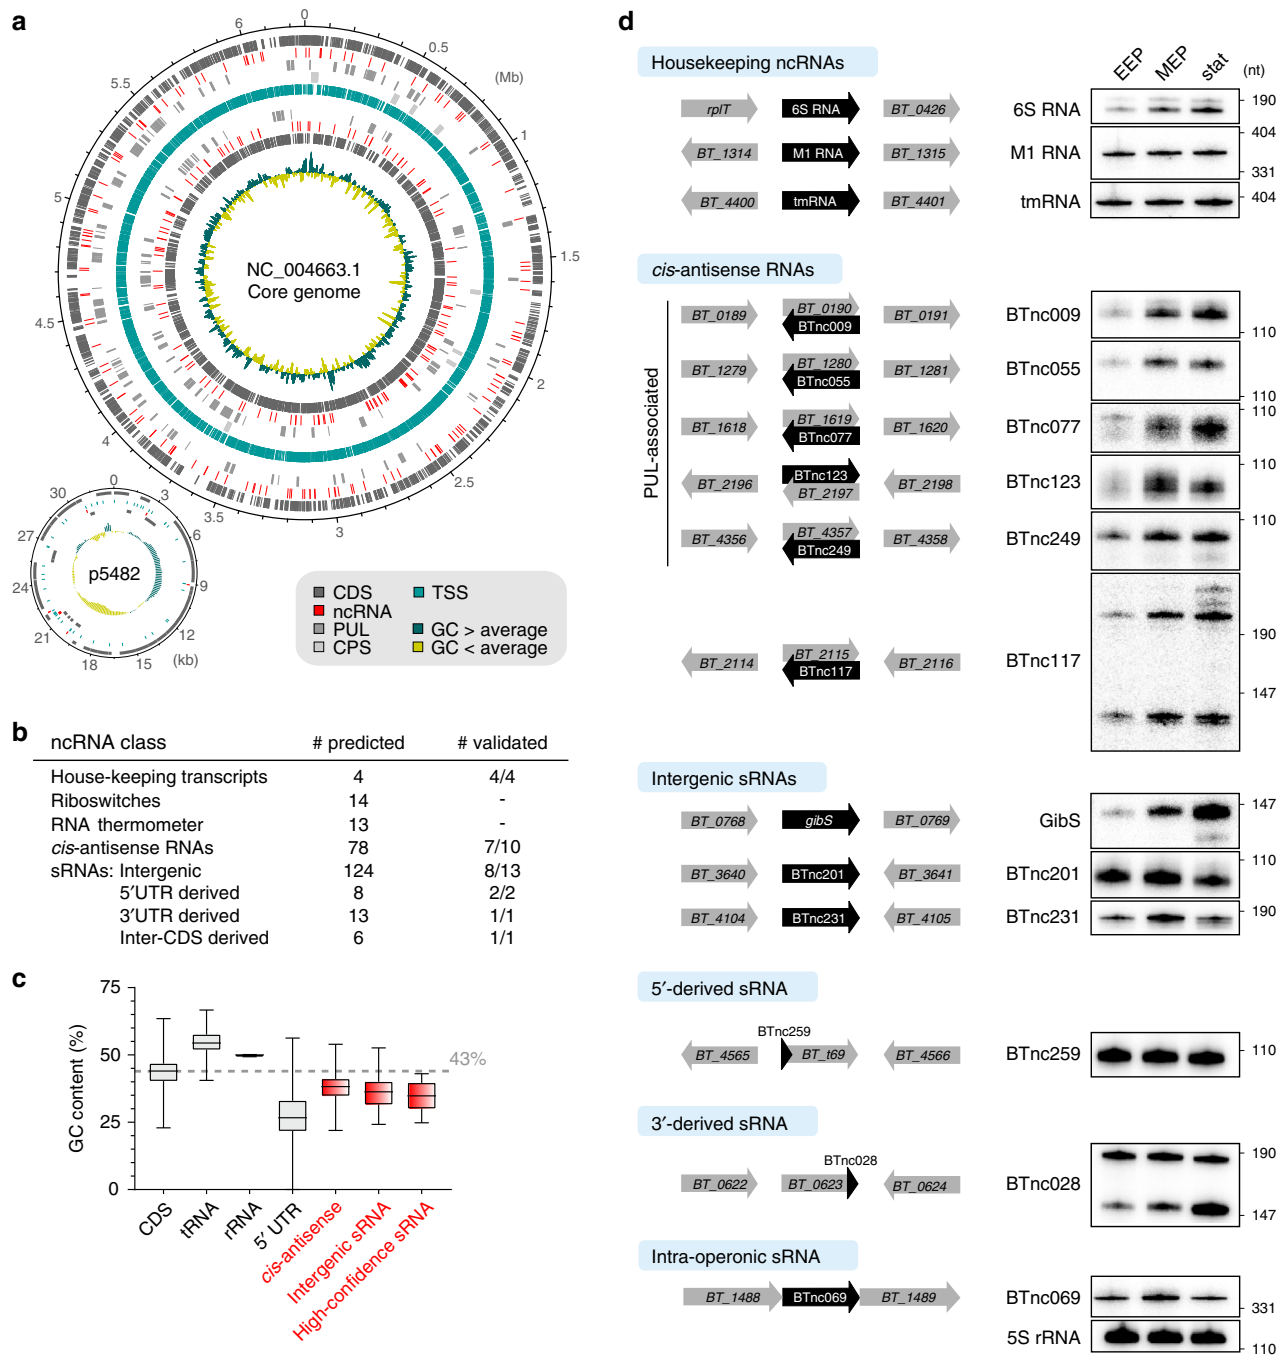 a
0
0.5
(Mb)
1
1.5
2
2.5
3
3.5
4
4.5
5
5.5
6
NC_004663.1
Core genome
0
3
6
9
12
15
18
21
24
27
30
(kb)
p5482
CDS
TSS
ncRNA
PUL
GC > average
CPS
GC < average
b
ncRNA class # predicted # validated
House-keeping transcripts 4 4/4
Riboswitches 14 -
RNA thermometer 13 -
cis-antisense RNAs 78 7/10
sRNAs: Intergenic 124 8/13
5′UTR derived 8 2/2
3′UTR derived 13 1/1
Inter-CDS derived 6 1/1
c
GC content (%)
75
50
25
0
43%
CDS
tRNA
rRNA
5′ UTR
cis-antisense
Intergenic sRNA
High-confidence sRNA
d
EEP MEP stat (nt)
Housekeeping ncRNAs
rplT 6S RNA BT_0426 6S RNA 190
BT_1314 M1 RNA BT_1315 M1 RNA 404 331
BT_4400 tmRNA BT_4401 tmRNA 404
cis-antisense RNAs
PUL-associated
BT_0189 BT_0190 BTnc009 BT_0191 BTnc009 110
BT_1279 BT_1280 BTnc055 BT_1281 BTnc055 110
BT_1618 BT_1619 BTnc077 BT_1620 BTnc077 110
BT_2196 BTnc123 BT_2197 BT_2198 BTnc123 110
BT_4356 BT_4357 BTnc249 BT_4358 BTnc249 110
BT_2114 BT_2115 BTnc117 BT_2116 BTnc117 190 147
Intergenic sRNAs
BT_0768 gibS BT_0769 GibS 147
BT_3640 BTnc201 BT_3641 BTnc201 110
BT_4104 BTnc231 BT_4105 BTnc231 190
5′-derived sRNA
BTnc259
BT_4565 BT_t69 BT_4566 BTnc259 110
3′-derived sRNA
BTnc028
BT_0622 BT_0623 BT_0624 BTnc028 190 147
Intra-operonic sRNA
BT_1488 BTnc069 BT_1489 BTnc069 331
5S rRNA 110